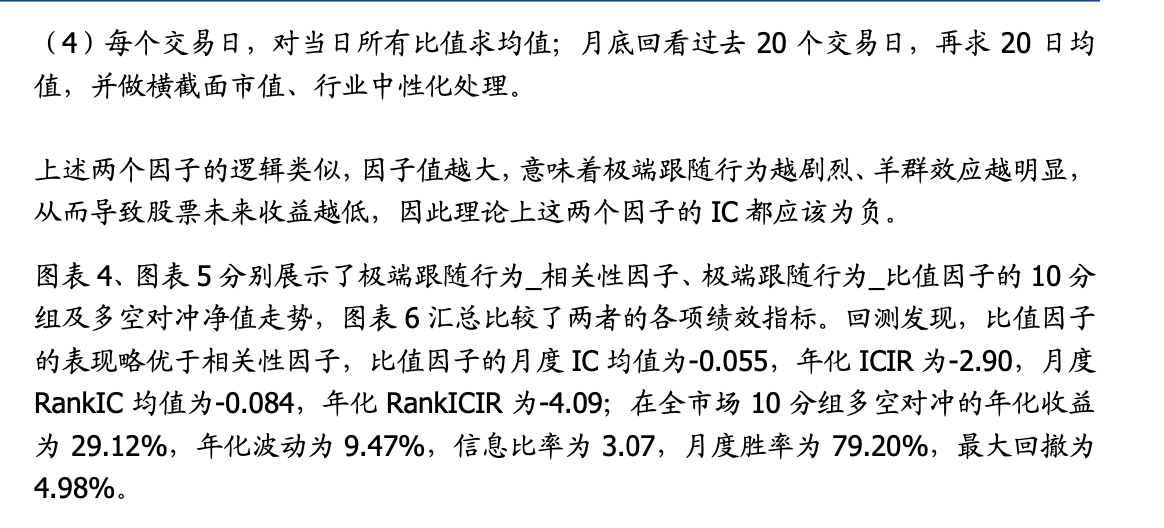 （4）每个交易日，对当日所有比值求均值；月底回看过去 20 个交易日，再求 20 日均
值，并做横截面市值、行业中性化处理。
上述两个因子的逻辑类似，因子值越大，意味着极端跟随行为越剧烈、羊群效应越明显，
从而导致股票未来收益越低，因此理论上这两个因子的 IC 都应该为负。
图表 4、图表 5 分别展示了极端跟随行为_相关性因子、极端跟随行为_比值因子的 10 分
组及多空对冲净值走势，图表 6 汇总比较了两者的各项绩效指标。回测发现，比值因子
的表现略优于相关性因子，比值因子的月度 IC 均值为-0.055，年化 ICIR 为-2.90，月度
RankIC 均值为-0.084，年化 RankICIR 为-4.09；在全市场 10 分组多空对冲的年化收益
为 29.12%，年化波动为 9.47%，信息比率为 3.07，月度胜率为 79.20%，最大回撤为
4.98%。